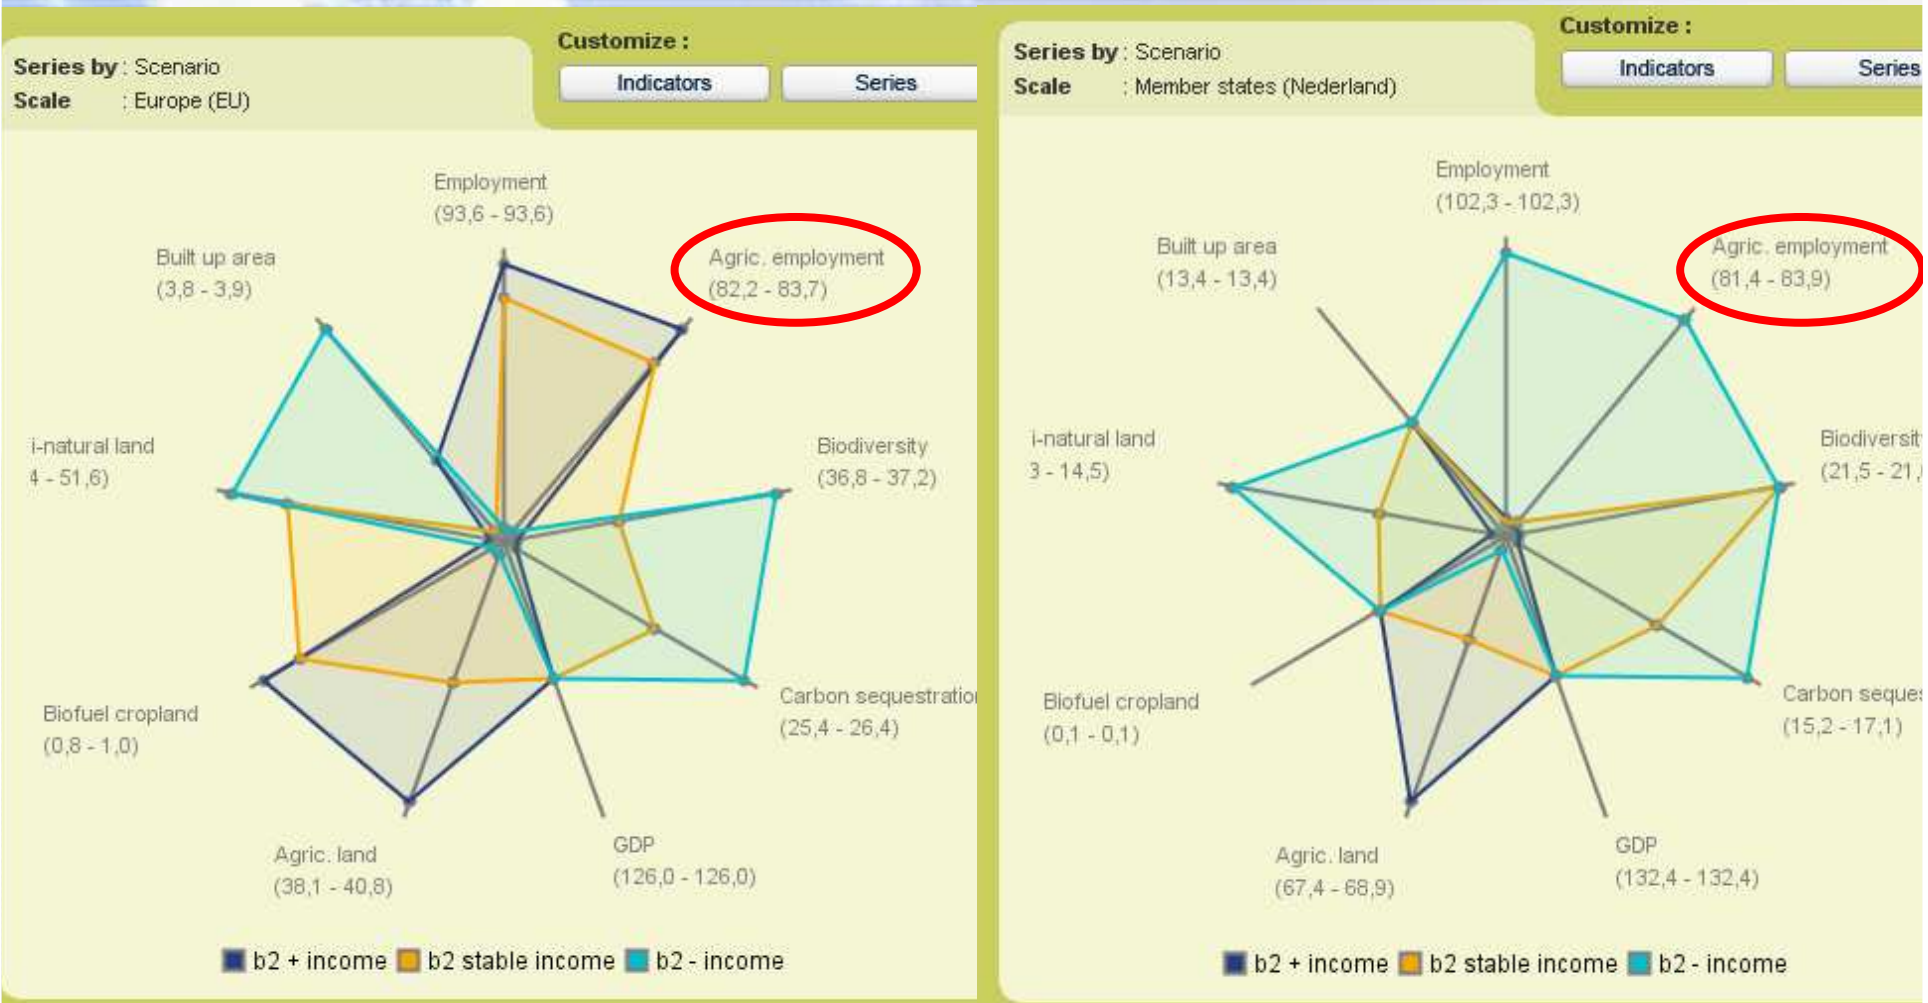 Customize :
Series by : Scenario
Scale : Europe (EU)
Indicators
Series
Employment
(93,6 - 93,6)
Agric. employment
(82,2 - 83,7)
Built up area
(3,8 - 3,9)
i-natural land
4 - 51,6)
Biodiversity
(36,8 - 37,2)
Carbon sequestration
(25,4 - 26,4)
Biofuel cropland
(0,8 - 1,0)
Agric. land
(38,1 - 40,8)
GDP
(126,0 - 126,0)
b2 + income b2 stable income b2 - income
Customize :
Series by : Scenario
Scale : Member states (Nederland)
Indicators
Series
Employment
(102,3 - 102,3)
Agric. employment
(81,4 - 83,9)
Built up area
(13,4 - 13,4)
i-natural land
3 - 14,5)
Biodiversit
(21,5 - 21,
Carbon seques
(15,2 - 17,1)
Biofuel cropland
(0,1 - 0,1)
Agric. land
(67,4 - 68,9)
GDP
(132,4 - 132,4)
b2 + income b2 stable income b2 - income